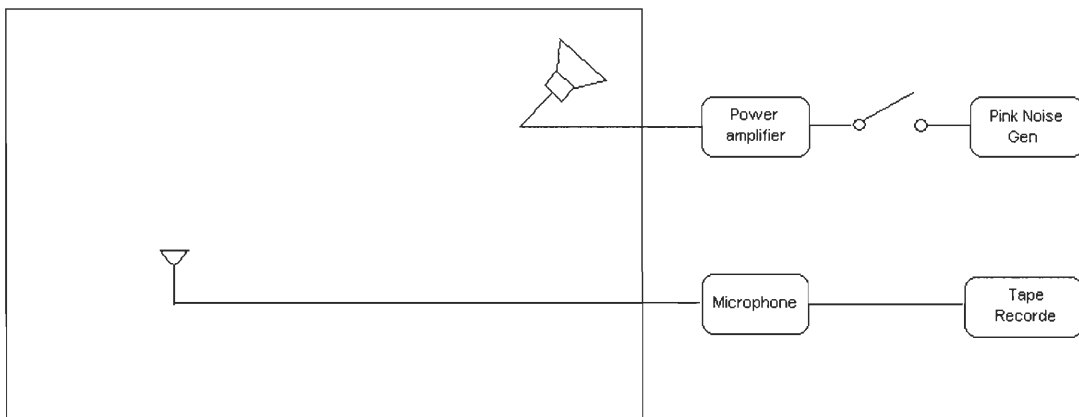 Power
amplifier
Pink Noise
Gen
Microphone
Tape
Recorde